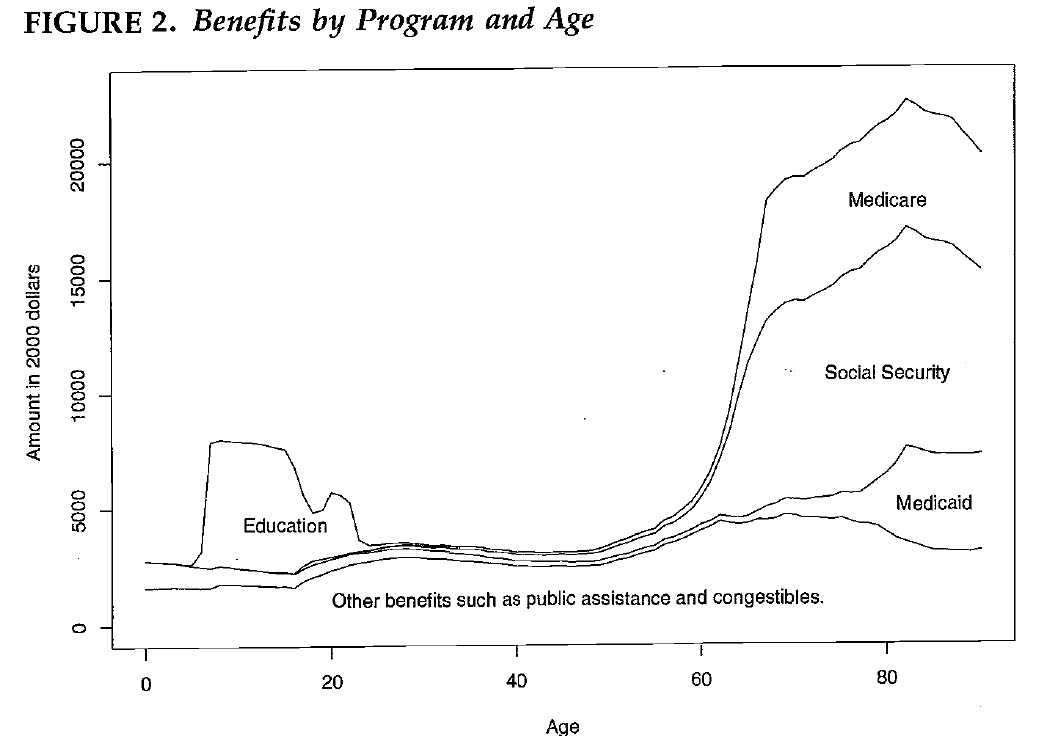 FIGURE 2. Benefits by Program and Age
20000
15000
10000
5000
0
Amount in 2000 dollars
Medicare
Social Security
Medicaid
Education
Other benefits such as public assistance and congestibles.
0 20 40 60 80
Age